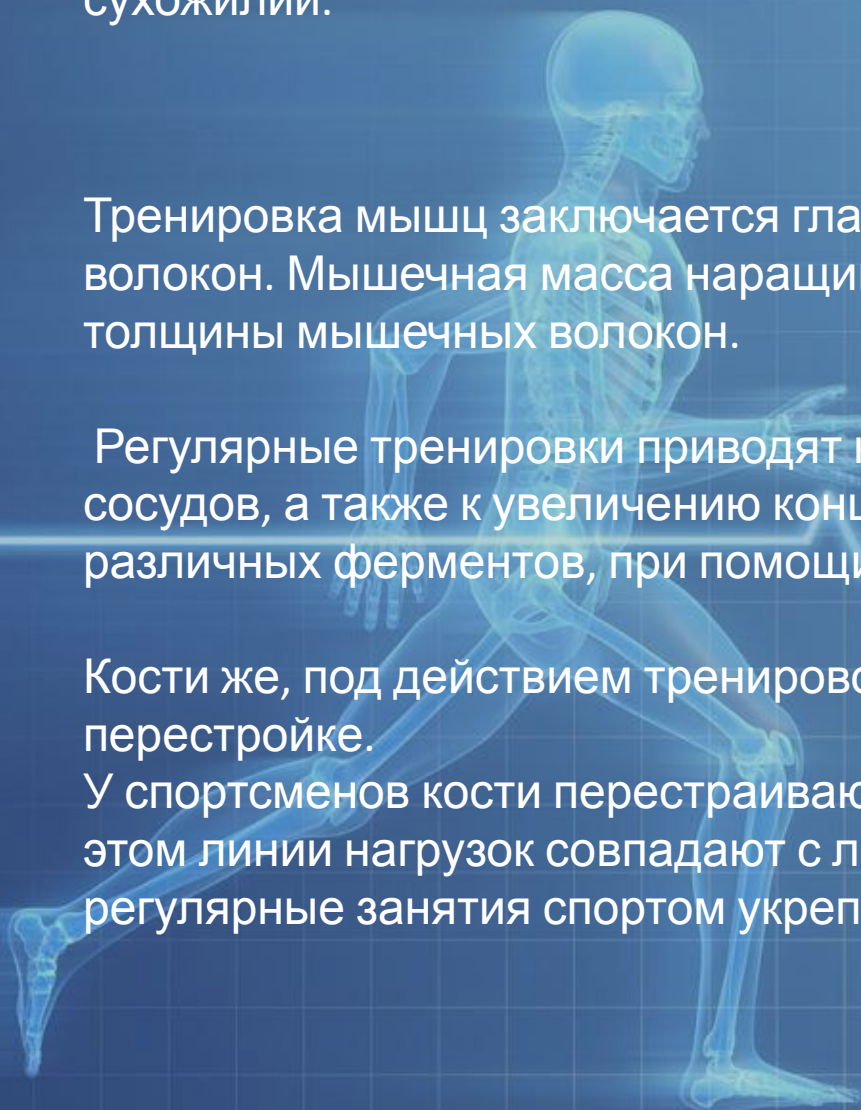 сухожилий.
Тренировка мышц заключается гла
волокон. Мышечная масса наращи
толщины мышечных волокон.
Регулярные тренировки приводят
сосудов, а также к увеличению кон
различных ферментов, при помощи
Кости же, под действием трениров
перестройке.
У спортсменов кости перестраиваю
этом линии нагрузок совпадают с л
регулярные занятия спортом укреп